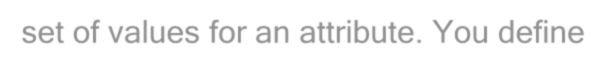 set of values for an attribute. You define